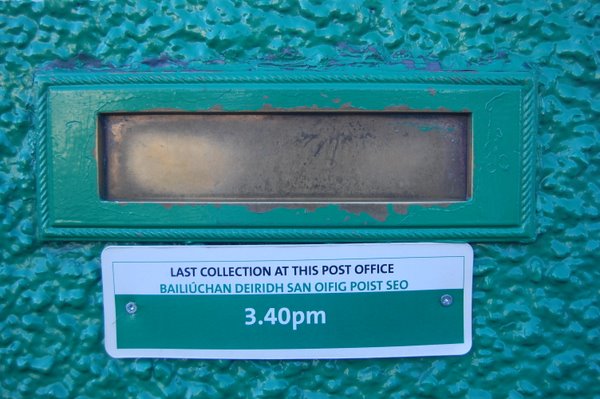 LAST COLLECTION AT THIS POST OFFICE
BAILIÚCHAN DEIRIDH SAN OIFIG POIST SEO
3.40pm